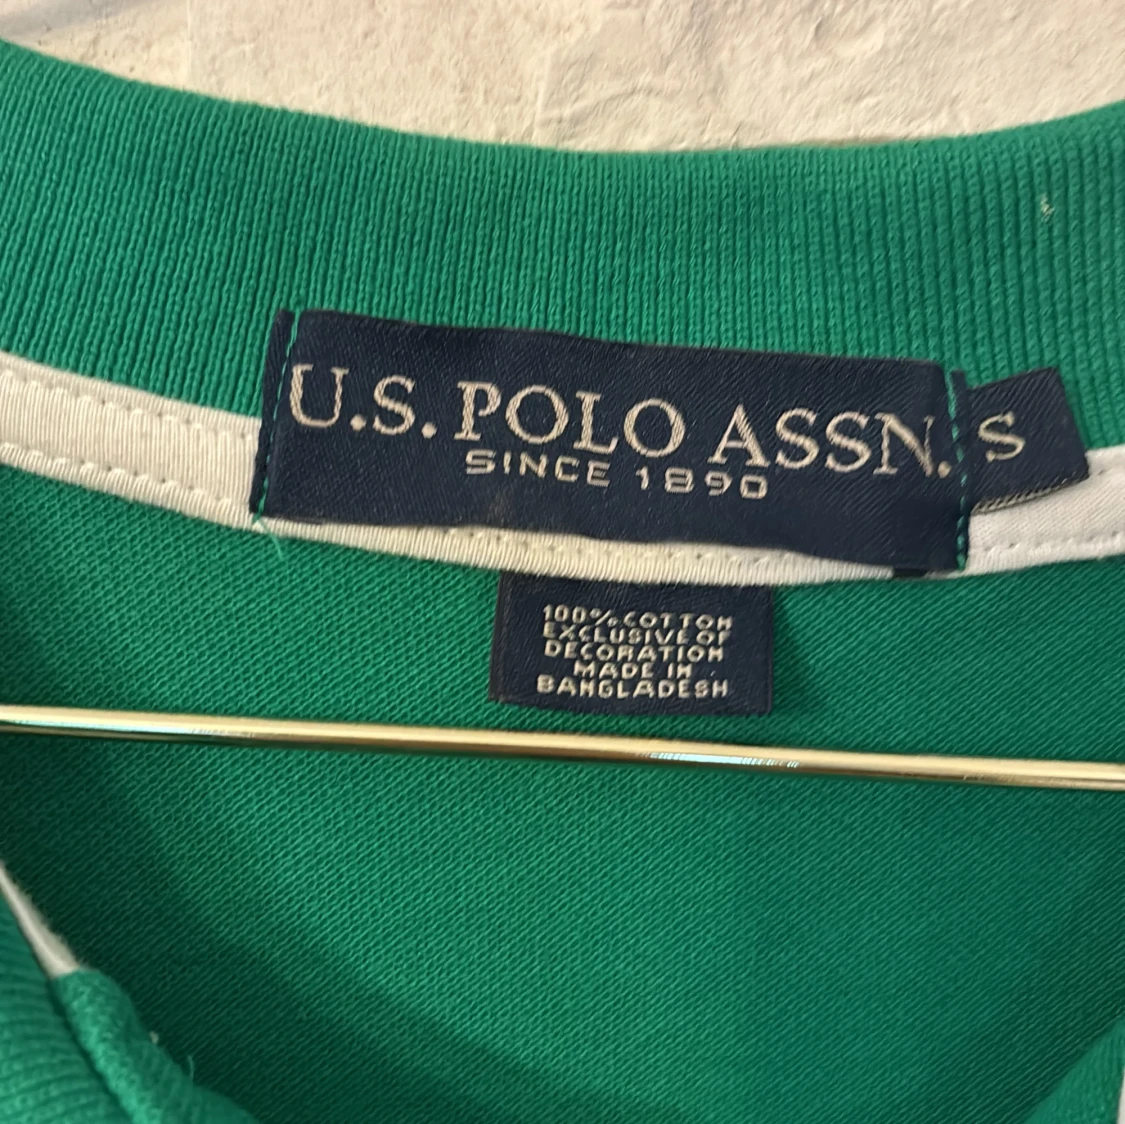 U.S. POLO ASSN.
SINCE 1890
S
100% COTTON
EXCLUSIVE OF
DECORATION
MADE IN
BANGLADESH